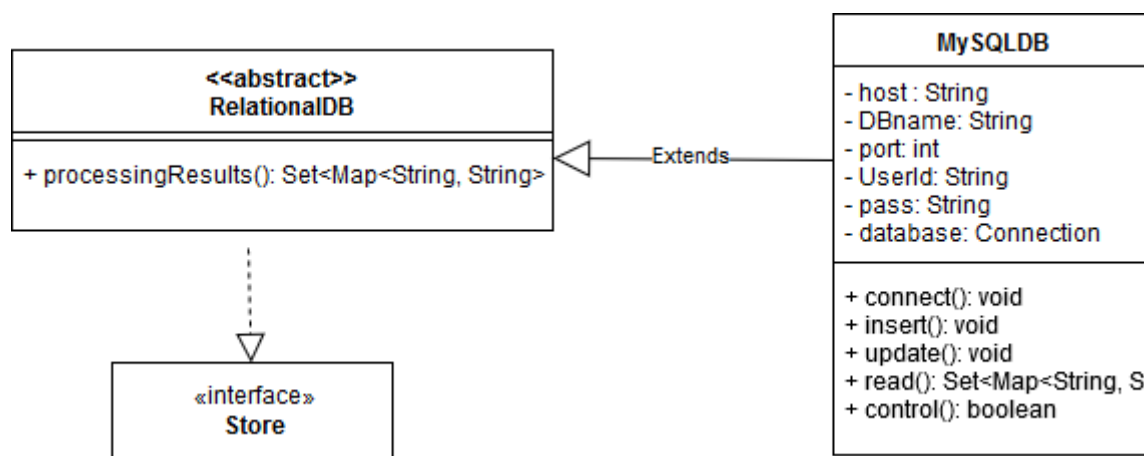 <<abstract>>
RelationalDB
+ processingResults(): Set<Map<String, String>
Extends
MySQLDB
- host : String
- DBname: String
- port: int
- UserId: String
- pass: String
- database: Connection
+ connect(): void
+ insert(): void
+ update(): void
+ read(): Set<Map<String, S
+ control(): boolean
«interface»
Store